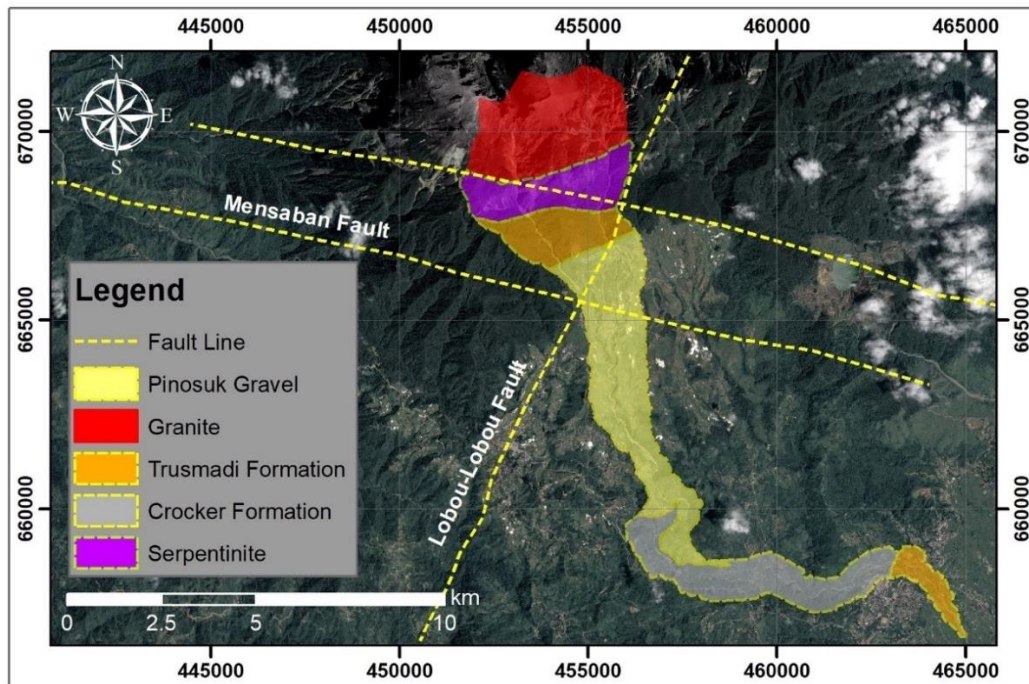 445000 450000 455000 460000 465000
N
W E
S
670000 670000
Mensaban Fault
665000 665000
Lobou-Lobou Fault
660000 660000
Legend
Fault Line
Pinosuk Gravel
Granite
Trusmadi Formation
Crocker Formation
Serpentinite
km
0 2.5 5 10
445000 450000 455000 460000 465000